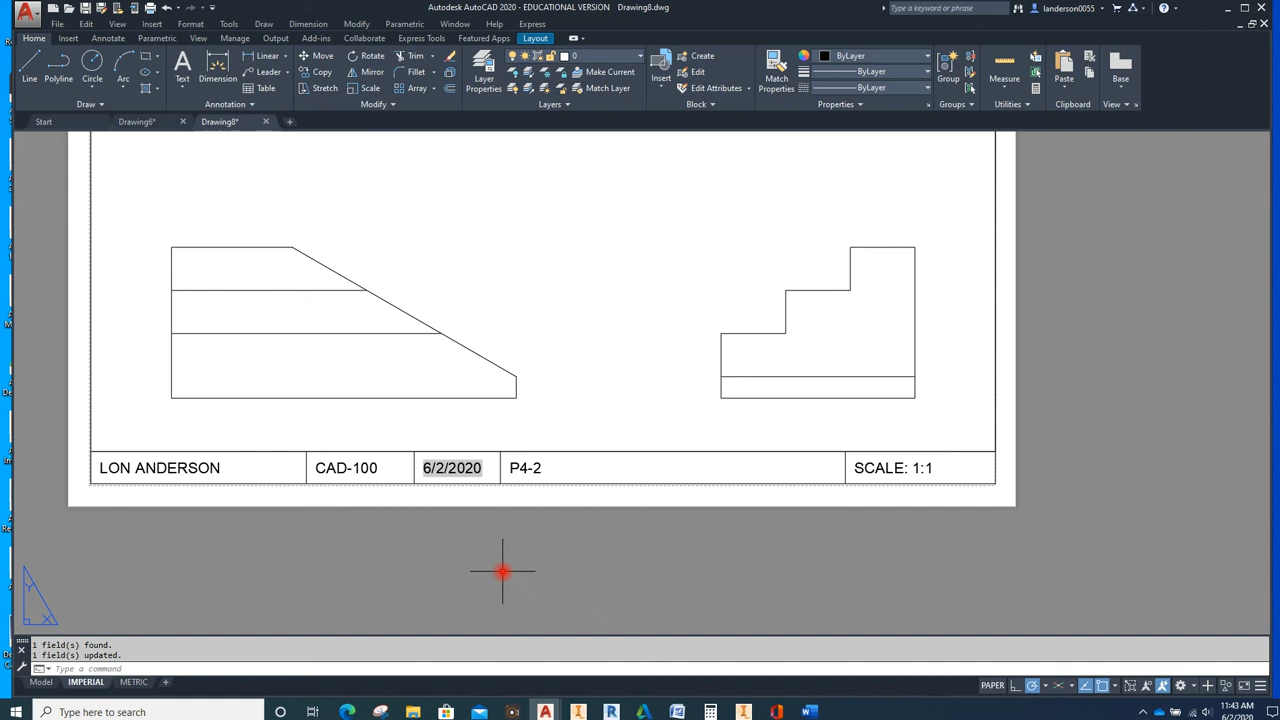 Desktop Autodesk AutoCAD 2020 - EDUCATIONAL VERSION Drawing8.dwg
Type a keyword or phrase
landerson0055
File Edit View Insert Format Tools Draw Dimension Modify Parametric Window Help Express
Home Insert Annotate Parametric View Manage Output Add-ins Collaborate Express Tools Featured Apps Layout
Line Polyline Circle Arc
Text Dimension Linear
Leader
Table
Move Rotate Trim
Copy Mirror Fillet
Stretch Scale Array
Layer Properties
0
Make Current
Match Layer
Insert Create
Edit
Edit Attributes
Match Properties
ByLayer
ByLayer
ByLayer
Group Measure Paste Base
Draw Annotation Modify Layers Block Properties Groups Utilities Clipboard View
Start Drawing6* Drawing8*
LON ANDERSON CAD-100 6/2/2020 P4-2 SCALE: 1:1
Y
X
1 field(s) found.
1 field(s) updated.
Type a command
Model IMPERIAL METRIC
PAPER
Type here to search
11:43 AM
6/2/2020